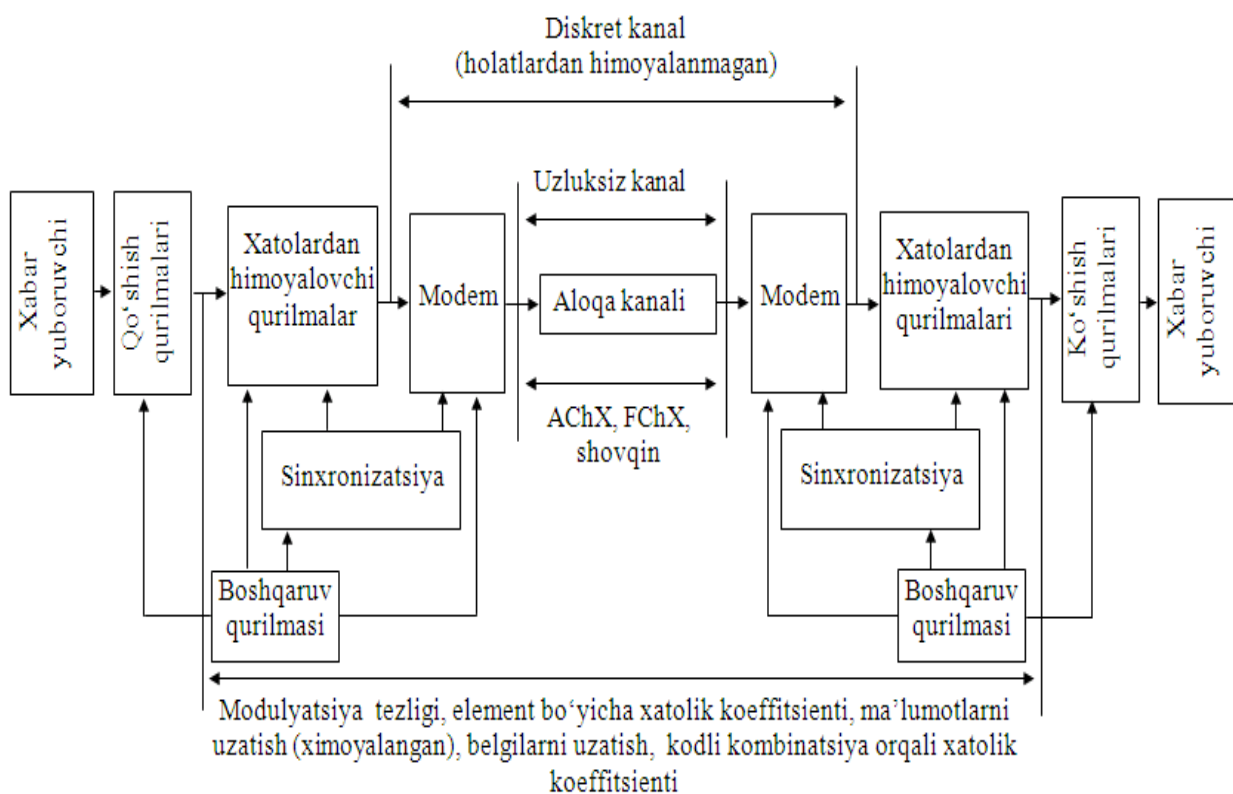 Diskret kanal
(holatlardan himoyalanmagan)
Uzluksiz kanal
Xabar
yuboruvchi
Qo‘shish
qurilmalari
Xatolardan
himoyalovchi
qurilmalar
Modem
Aloqa kanali
Modem
Xatolardan
himoyalovchi
qurilmalari
Ko‘shish
qurilmalari
Xabar
yuboruvchi
AChX, FChX,
shovqin
Sinxronizatsiya
Sinxronizatsiya
Boshqaruv
qurilmasi
Boshqaruv
qurilmasi
Modulyatsiya tezligi, element bo‘yicha xatolik koeffitsienti, ma’lumotlarni
uzatish (ximoyalangan), belgilarni uzatish, kodli kombinatsiya orqali xatolik
koeffitsienti